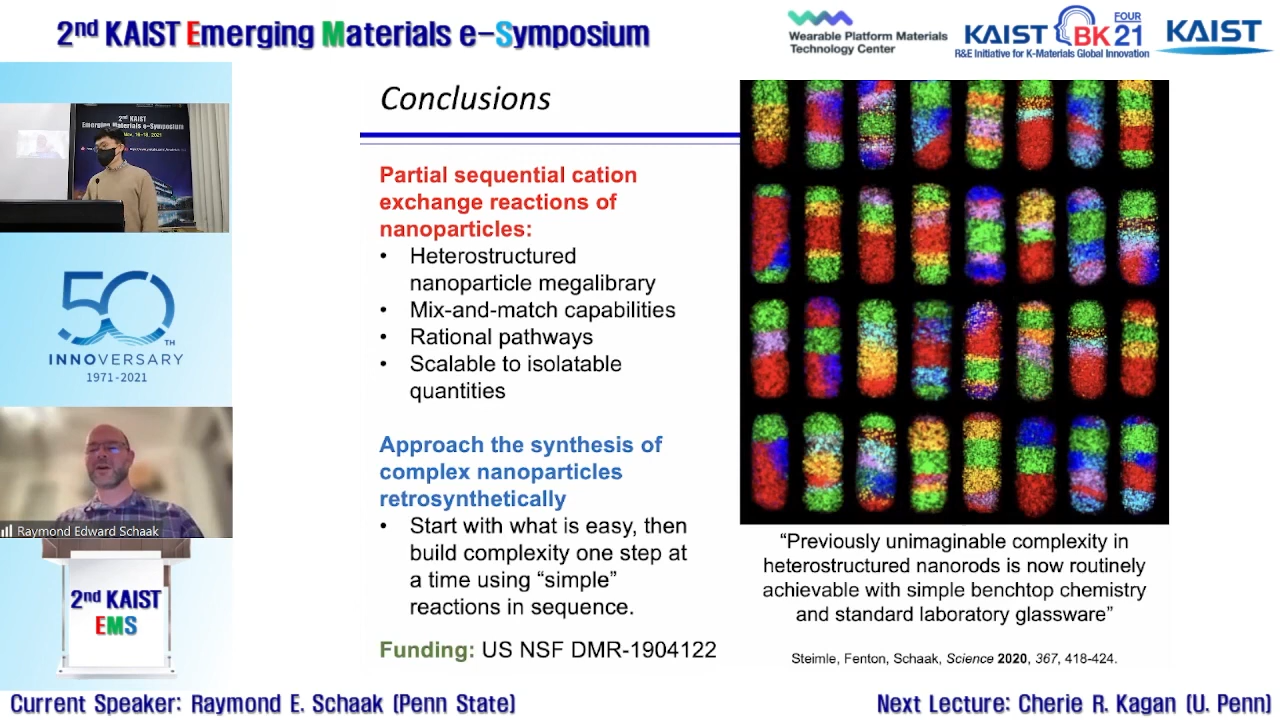 2nd KAIST Emerging Materials e-Symposium
Wearable Platform Materials
Technology Center
KAIST BK21 FOUR
R&E Initiative for K-Materials Global Innovation
KAIST
2nd KAIST
Emerging Materials e-Symposium
50TH
INNOVERSARY
1971-2021
Raymond Edward Schaak
2nd KAIST
EMS
Conclusions
Partial sequential cation
exchange reactions of
nanoparticles:
• Heterostructured
nanoparticle megalibrary
• Mix-and-match capabilities
• Rational pathways
• Scalable to isolatable
quantities
Approach the synthesis of
complex nanoparticles
retrosynthetically
• Start with what is easy, then
build complexity one step at
a time using “simple”
reactions in sequence.
Funding: US NSF DMR-1904122
“Previously unimaginable complexity in
heterostructured nanorods is now routinely
achievable with simple benchtop chemistry
and standard laboratory glassware”
Steimle, Fenton, Schaak, Science 2020, 367, 418-424.
Current Speaker: Raymond E. Schaak (Penn State)
Next Lecture: Cherie R. Kagan (U. Penn)